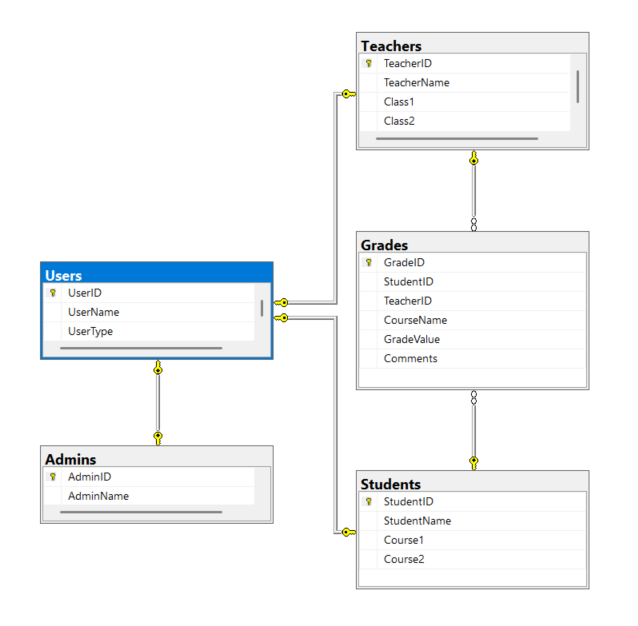 Teachers
TeacherID
TeacherName
Class1
Class2
Grades
GradeID
StudentID
TeacherID
CourseName
GradeValue
Comments
Users
UserID
UserName
UserType
Admins
AdminID
AdminName
Students
StudentID
StudentName
Course1
Course2